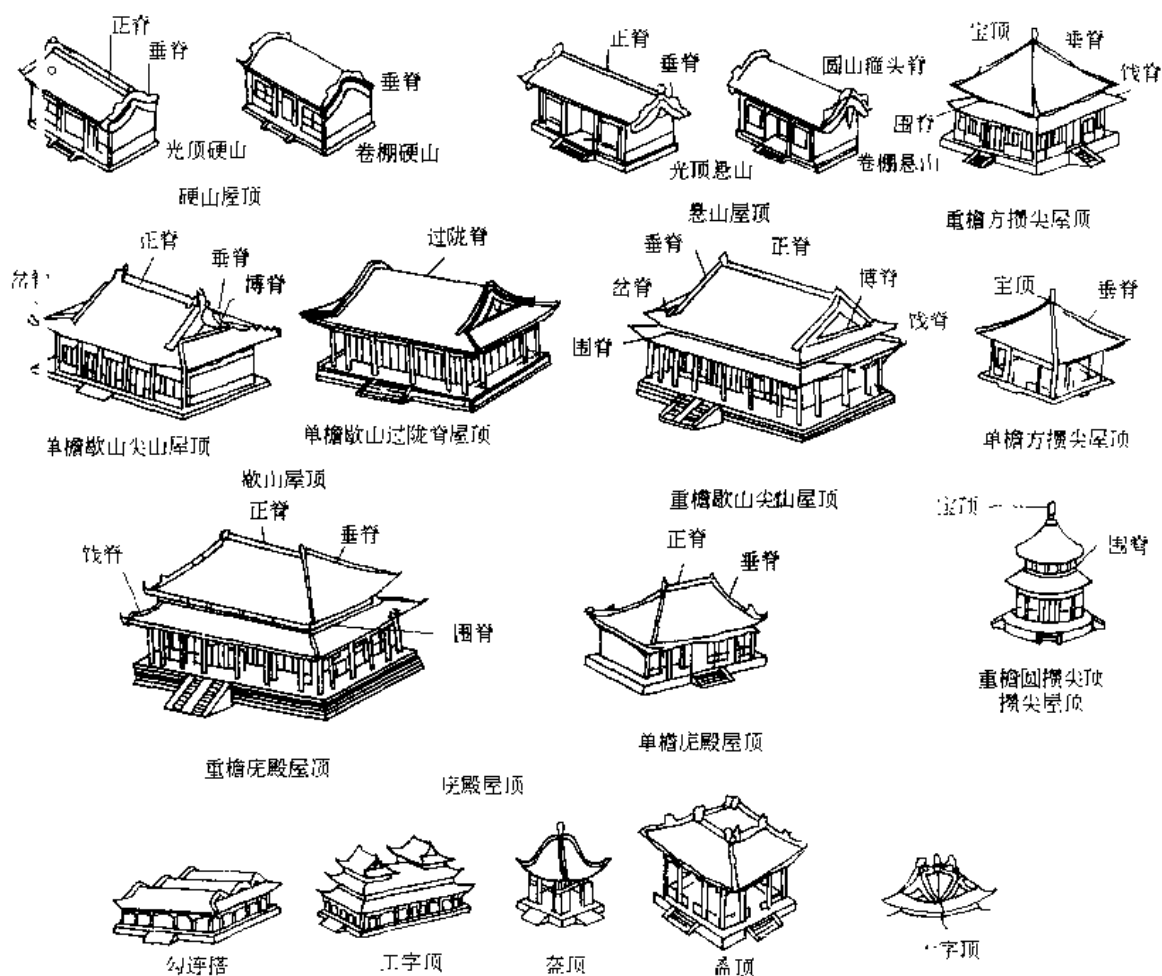 正脊
垂脊
垂脊
光顶硬山
卷棚硬山
硬山屋顶
正脊
垂脊
圆山箍头脊
光顶悬山
卷棚悬山
悬山屋顶
宝顶
垂脊
戗脊
围脊
重檐方攒尖屋顶
正脊
垂脊
博脊
岔脊
单檐歇山尖山屋顶
过陇脊
单檐歇山过陇脊屋顶
歇山屋顶
垂脊
正脊
岔脊
博脊
戗脊
围脊
重檐歇山尖山屋顶
宝顶
垂脊
单檐方攒尖屋顶
正脊
垂脊
戗脊
围脊
重檐庑殿屋顶
正脊
垂脊
单檐庑殿屋顶
庑殿屋顶
宝顶
围脊
重檐圆攒尖顶
攒尖屋顶
勾连搭
工字顶
盔顶
盝顶
字顶